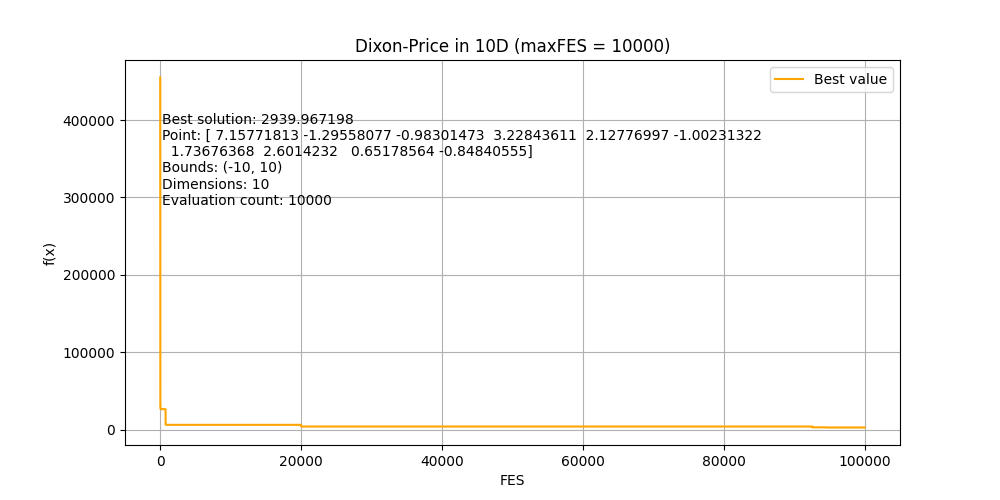 Dixon-Price in 10D (maxFES = 10000)
Best value
Best solution: 2939.967198
Point: [ 7.15771813 -1.29558077 -0.98301473  3.22843611  2.12776997 -1.00231322
  1.73676368  2.6014232   0.65178564 -0.84840555]
Bounds: (-10, 10)
Dimensions: 10
Evaluation count: 10000
f(x)
400000
300000
200000
100000
0
0 20000 40000 60000 80000 100000
FES